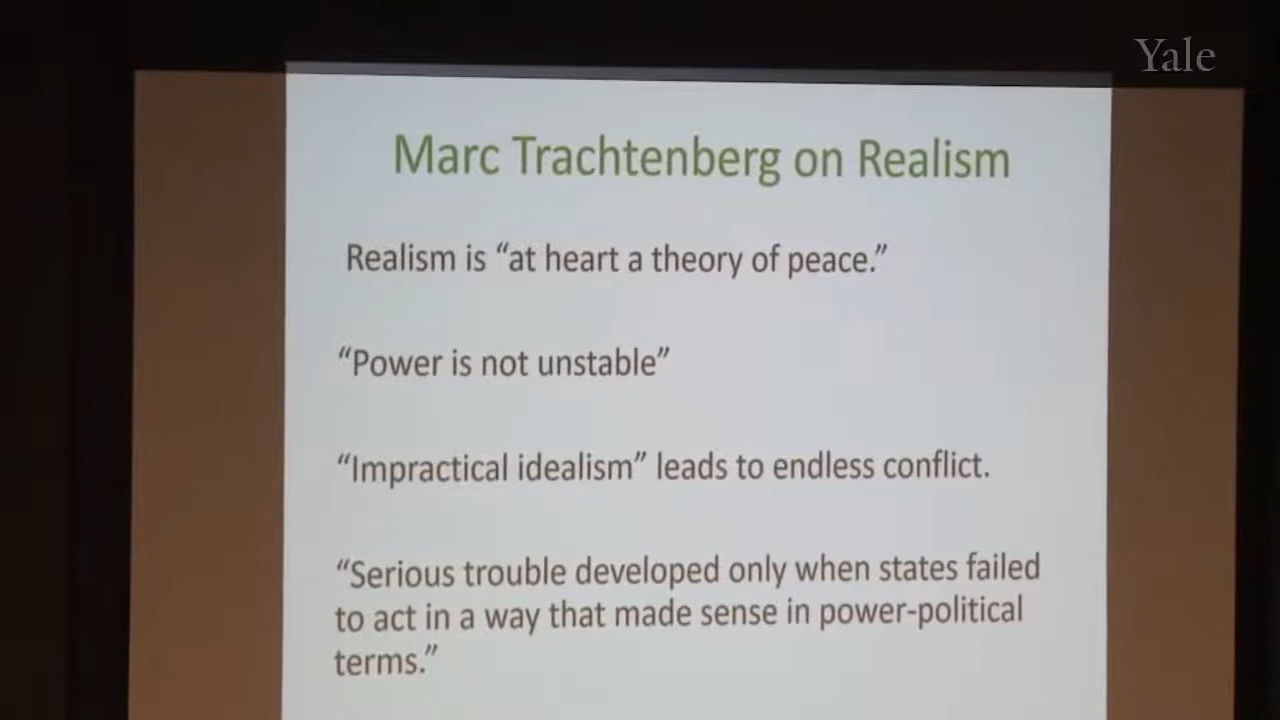 Yale
Marc Trachtenberg on Realism
Realism is “at heart a theory of peace.”
“Power is not unstable”
“Impractical idealism” leads to endless conflict.
“Serious trouble developed only when states failed
to act in a way that made sense in power-political
terms.”